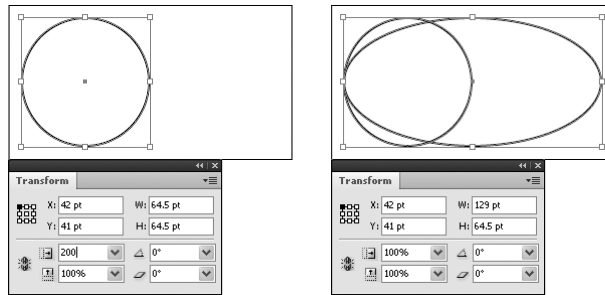 Transform
X: 42 pt W: 64.5 pt
Y: 41 pt H: 64.5 pt
200 0°
100% 0°
Transform
X: 42 pt W: 129 pt
Y: 41 pt H: 64.5 pt
100% 0°
100% 0°